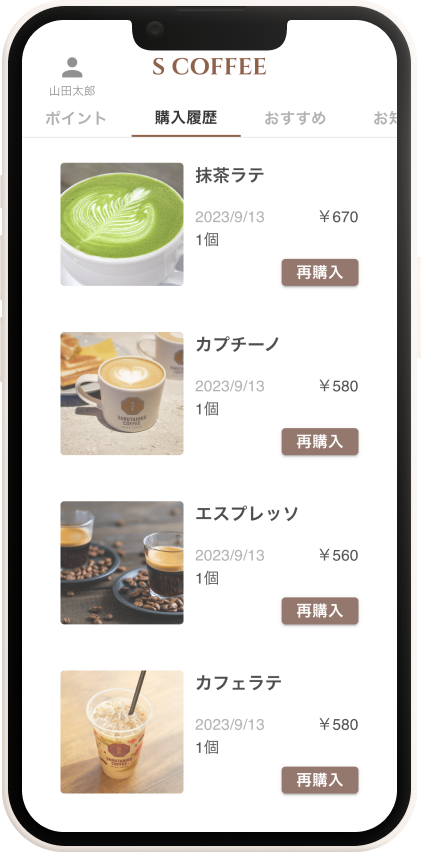 S COFFEE
山田太郎
ポイント 購入履歴 おすすめ お知
抹茶ラテ
2023/9/13 ￥670
1個
再購入
カプチーノ
2023/9/13 ￥580
1個
再購入
エスプレッソ
2023/9/13 ￥560
1個
再購入
カフェラテ
2023/9/13 ￥580
1個
再購入